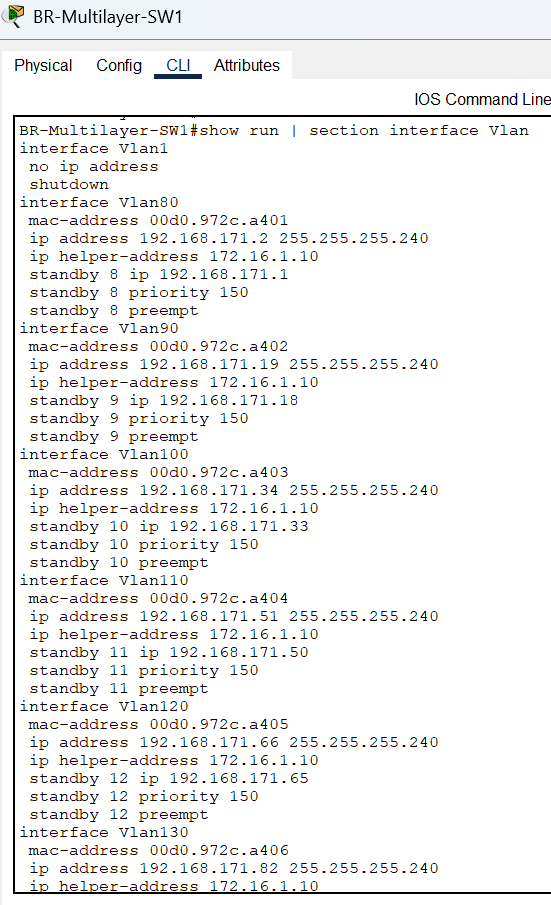 BR-Multilayer-SW1
Physical Config CLI Attributes
IOS Command Line
BR-Multilayer-SW1#show run | section interface Vlan
interface Vlan1
no ip address
shutdown
interface Vlan80
mac-address 00d0.972c.a401
ip address 192.168.171.2 255.255.255.240
ip helper-address 172.16.1.10
standby 8 ip 192.168.171.1
standby 8 priority 150
standby 8 preempt
interface Vlan90
mac-address 00d0.972c.a402
ip address 192.168.171.19 255.255.255.240
ip helper-address 172.16.1.10
standby 9 ip 192.168.171.18
standby 9 priority 150
standby 9 preempt
interface Vlan100
mac-address 00d0.972c.a403
ip address 192.168.171.34 255.255.255.240
ip helper-address 172.16.1.10
standby 10 ip 192.168.171.33
standby 10 priority 150
standby 10 preempt
interface Vlan110
mac-address 00d0.972c.a404
ip address 192.168.171.51 255.255.255.240
ip helper-address 172.16.1.10
standby 11 ip 192.168.171.50
standby 11 priority 150
standby 11 preempt
interface Vlan120
mac-address 00d0.972c.a405
ip address 192.168.171.66 255.255.255.240
ip helper-address 172.16.1.10
standby 12 ip 192.168.171.65
standby 12 priority 150
standby 12 preempt
interface Vlan130
mac-address 00d0.972c.a406
ip address 192.168.171.82 255.255.255.240
ip helper-address 172.16.1.10